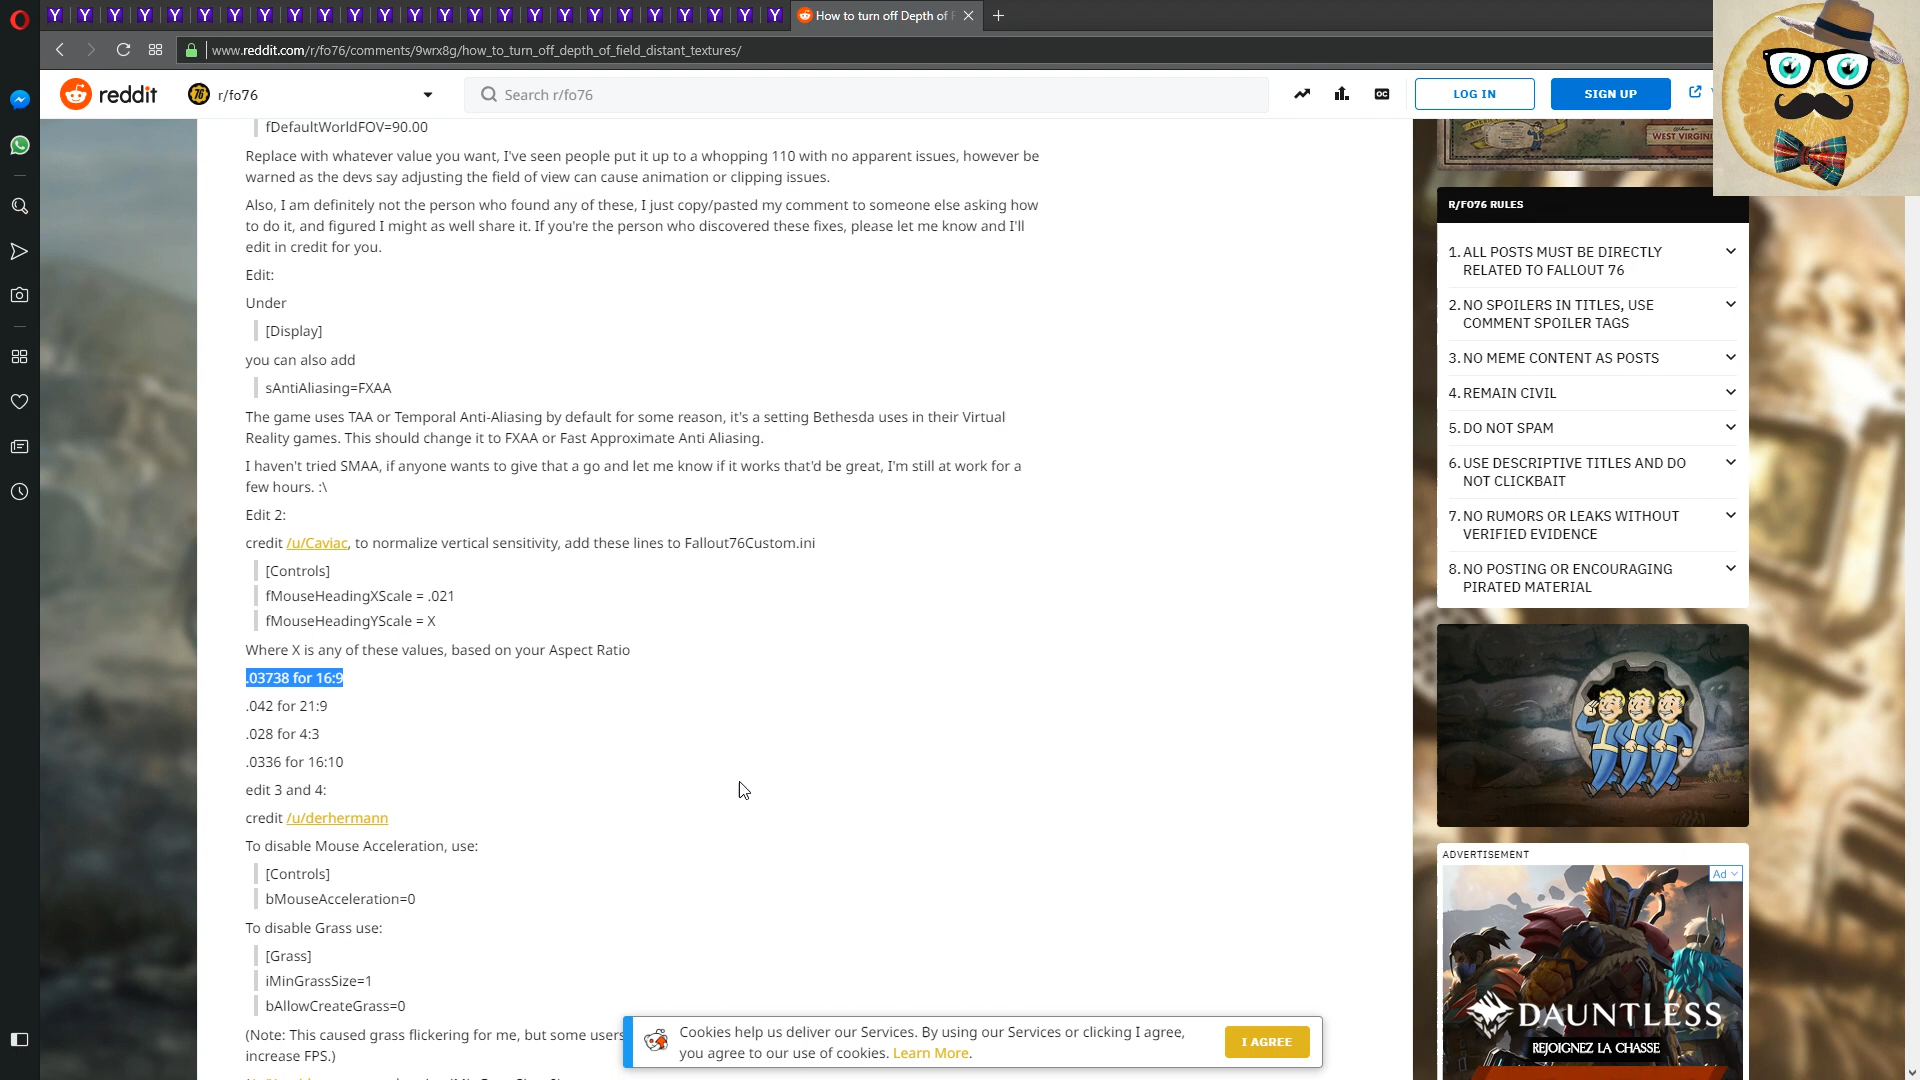 How to turn off Depth of F
www.reddit.com/r/fo76/comments/9wrx8g/how_to_turn_off_depth_of_field_distant_textures/
reddit
r/fo76
Search r/fo76
LOG IN
SIGN UP
fDefaultWorldFOV=90.00
Replace with whatever value you want, I've seen people put it up to a whopping 110 with no apparent issues, however be
warned as the devs say adjusting the field of view can cause animation or clipping issues.
Also, I am definitely not the person who found any of these, I just copy/pasted my comment to someone else asking how
to do it, and figured I might as well share it. If you're the person who discovered these fixes, please let me know and I'll
edit in credit for you.
Edit:
Under
[Display]
you can also add
sAntiAliasing=FXAA
The game uses TAA or Temporal Anti-Aliasing by default for some reason, it's a setting Bethesda uses in their Virtual
Reality games. This should change it to FXAA or Fast Approximate Anti Aliasing.
I haven't tried SMAA, if anyone wants to give that a go and let me know if it works that'd be great, I'm still at work for a
few hours. :\
Edit 2:
credit /u/Caviac, to normalize vertical sensitivity, add these lines to Fallout76Custom.ini
[Controls]
fMouseHeadingXScale = .021
fMouseHeadingYScale = X
Where X is any of these values, based on your Aspect Ratio
.03738 for 16:9
.042 for 21:9
.028 for 4:3
.0336 for 16:10
edit 3 and 4:
credit /u/derhermann
To disable Mouse Acceleration, use:
[Controls]
bMouseAcceleration=0
To disable Grass use:
[Grass]
iMinGrassSize=1
bAllowCreateGrass=0
(Note: This caused grass flickering for me, but some users
increase FPS.)
Cookies help us deliver our Services. By using our Services or clicking I agree,
you agree to our use of cookies. Learn More.
I AGREE
WEST VIRGINI
R/FO76 RULES
1. ALL POSTS MUST BE DIRECTLY
RELATED TO FALLOUT 76
2. NO SPOILERS IN TITLES, USE
COMMENT SPOILER TAGS
3. NO MEME CONTENT AS POSTS
4. REMAIN CIVIL
5. DO NOT SPAM
6. USE DESCRIPTIVE TITLES AND DO
NOT CLICKBAIT
7. NO RUMORS OR LEAKS WITHOUT
VERIFIED EVIDENCE
8. NO POSTING OR ENCOURAGING
PIRATED MATERIAL
ADVERTISEMENT
Ad
DAUNTLESS
REJOIGNEZ LA CHASSE